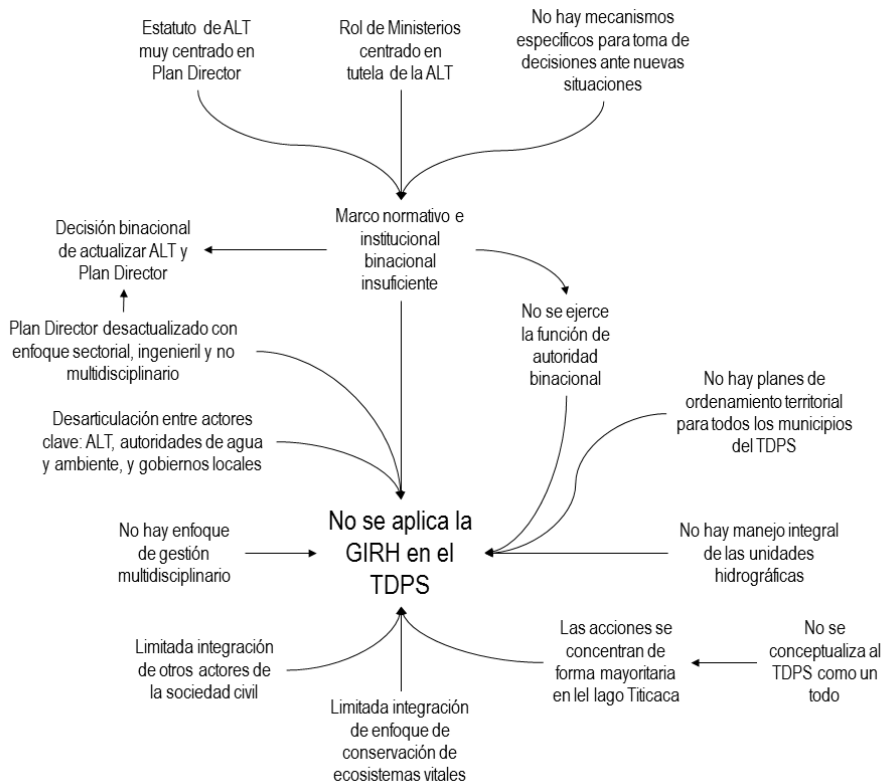 Estatuto de ALT
muy centrado en
Plan Director
Rol de Ministerios
centrado en
tutela de la ALT
No hay mecanismos
específicos para toma de
decisiones ante nuevas
situaciones
Marco normativo e
institucional
binacional
insuficiente
Decisión binacional
de actualizar ALT y
Plan Director
No se ejerce
la función de
autoridad
binacional
Plan Director desactualizado con
enfoque sectorial, ingenieril y no
multidisciplinario
No hay planes de
ordenamiento territorial
para todos los municipios
del TDPS
Desarticulación entre actores
clave: ALT, autoridades de agua
y ambiente, y gobiernos locales
No se aplica la
GIRH en el
TDPS
No hay enfoque
de gestión
multidisciplinario
No hay manejo integral
de las unidades
hidrográficas
Limitada integración
de otros actores de
la sociedad civil
Limitada integración
de enfoque de
conservación de
ecosistemas vitales
Las acciones se
concentran de
forma mayoritaria
en lel lago Titicaca
No se
conceptualiza al
TDPS como un
todo